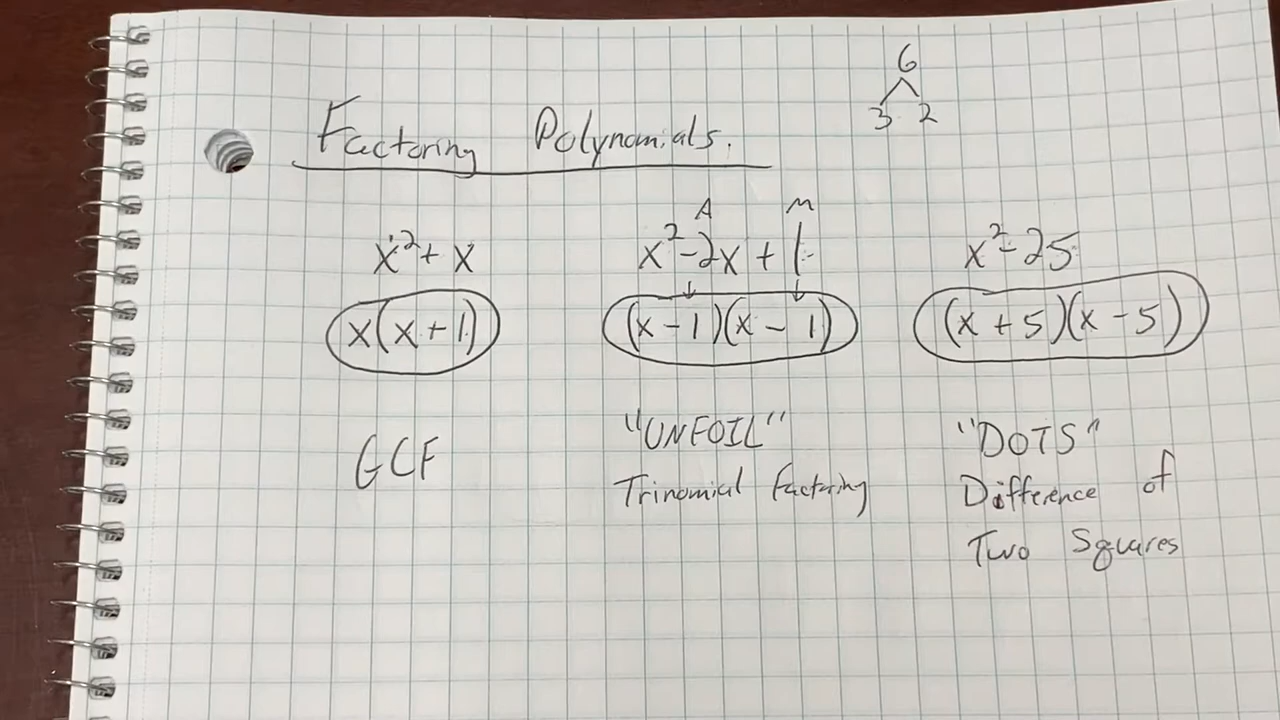 6
3 2
Factoring Polynomials.
A M
x² + x
x² - 2x + 1
x² - 25
x(x + 1)
(x - 1)(x - 1)
(x + 5)(x - 5)
GCF
"UNFOIL"
Trinomial Factoring
"DOTS"
Difference of
Two Squares